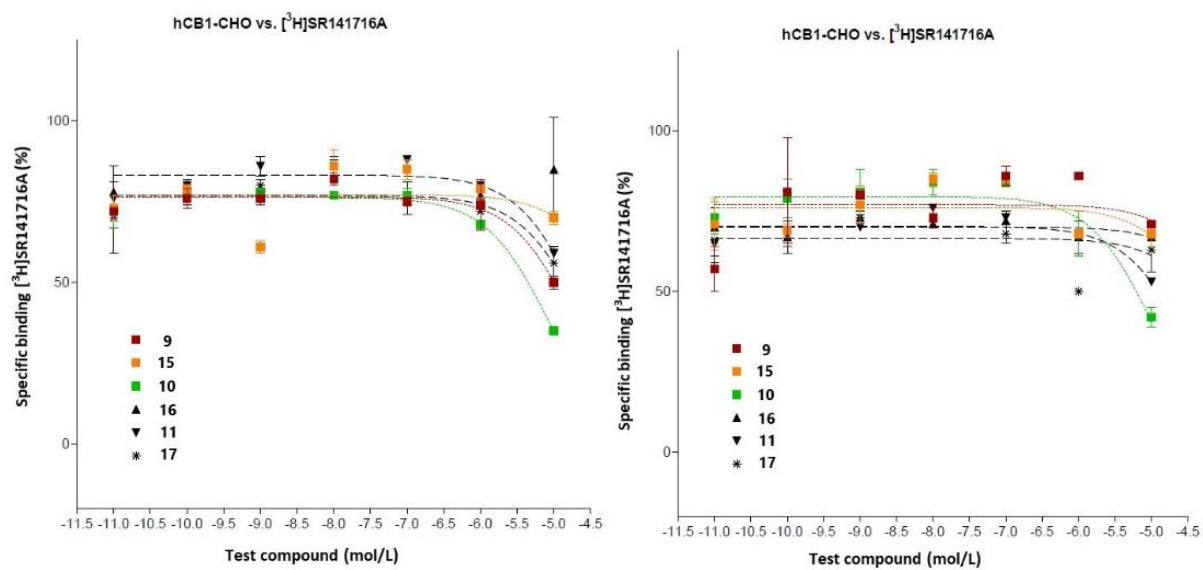 hCB1-CHO vs. [³H]SR141716A
Specific binding [³H]SR141716A (%)
100
50
0
9
15
10
16
11
17
-11.5 -11.0 -10.5 -10.0 -9.5 -9.0 -8.5 -8.0 -7.5 -7.0 -6.5 -6.0 -5.5 -5.0 -4.5
Test compound (mol/L)
hCB1-CHO vs. [³H]SR141716A
Specific binding [³H]SR141716A (%)
100
50
0
9
15
10
16
11
17
-11.5 -11.0 -10.5 -10.0 -9.5 -9.0 -8.5 -8.0 -7.5 -7.0 -6.5 -6.0 -5.5 -5.0 -4.5
Test compound (mol/L)